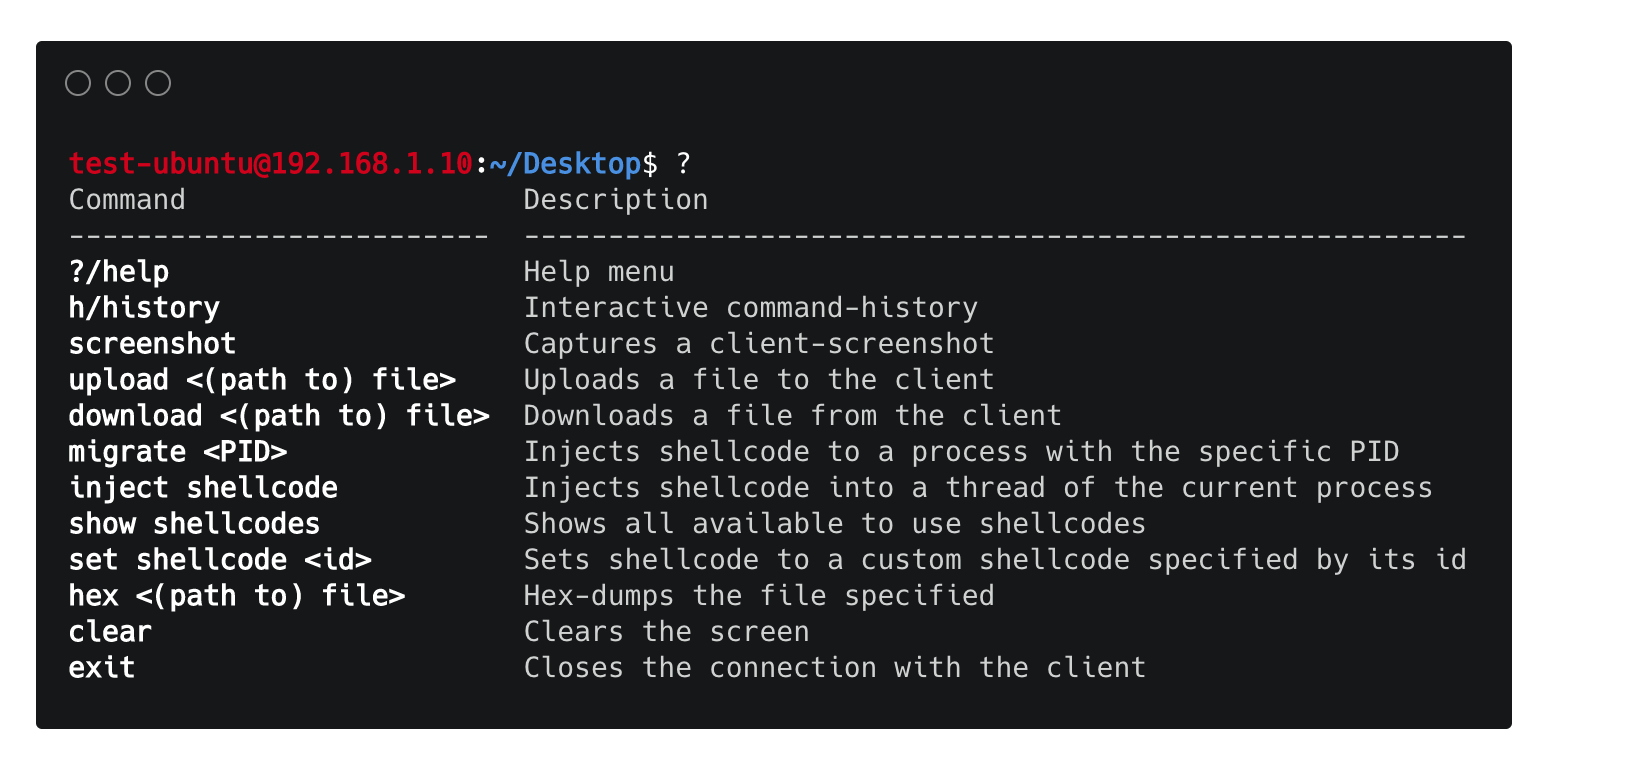 test-ubuntu@192.168.1.10:~/Desktop$ ?
Command                    Description
-------------------------  --------------------------------------------------------
?/help                     Help menu
h/history                  Interactive command-history
screenshot                 Captures a client-screenshot
upload <(path to) file>    Uploads a file to the client
download <(path to) file>  Downloads a file from the client
migrate <PID>              Injects shellcode to a process with the specific PID
inject shellcode           Injects shellcode into a thread of the current process
show shellcodes            Shows all available to use shellcodes
set shellcode <id>         Sets shellcode to a custom shellcode specified by its id
hex <(path to) file>       Hex-dumps the file specified
clear                      Clears the screen
exit                       Closes the connection with the client